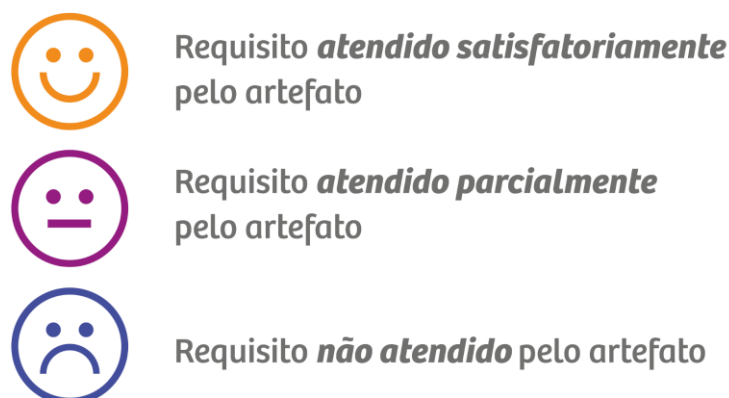 Requisito atendido satisfatoriamente
pelo artefato
Requisito atendido parcialmente
pelo artefato
Requisito não atendido pelo artefato